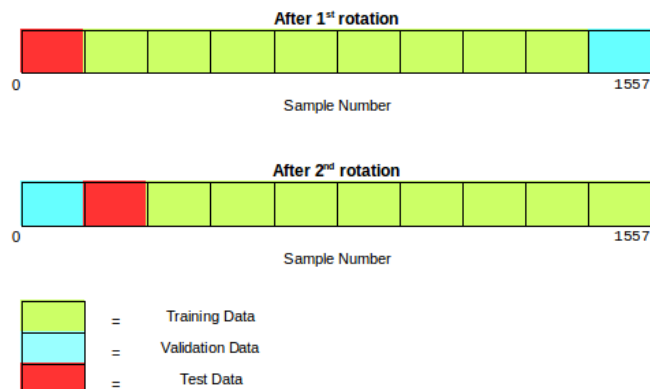 After 1st rotation
0 1557
Sample Number
After 2nd rotation
0 1557
Sample Number
= Training Data
= Validation Data
= Test Data